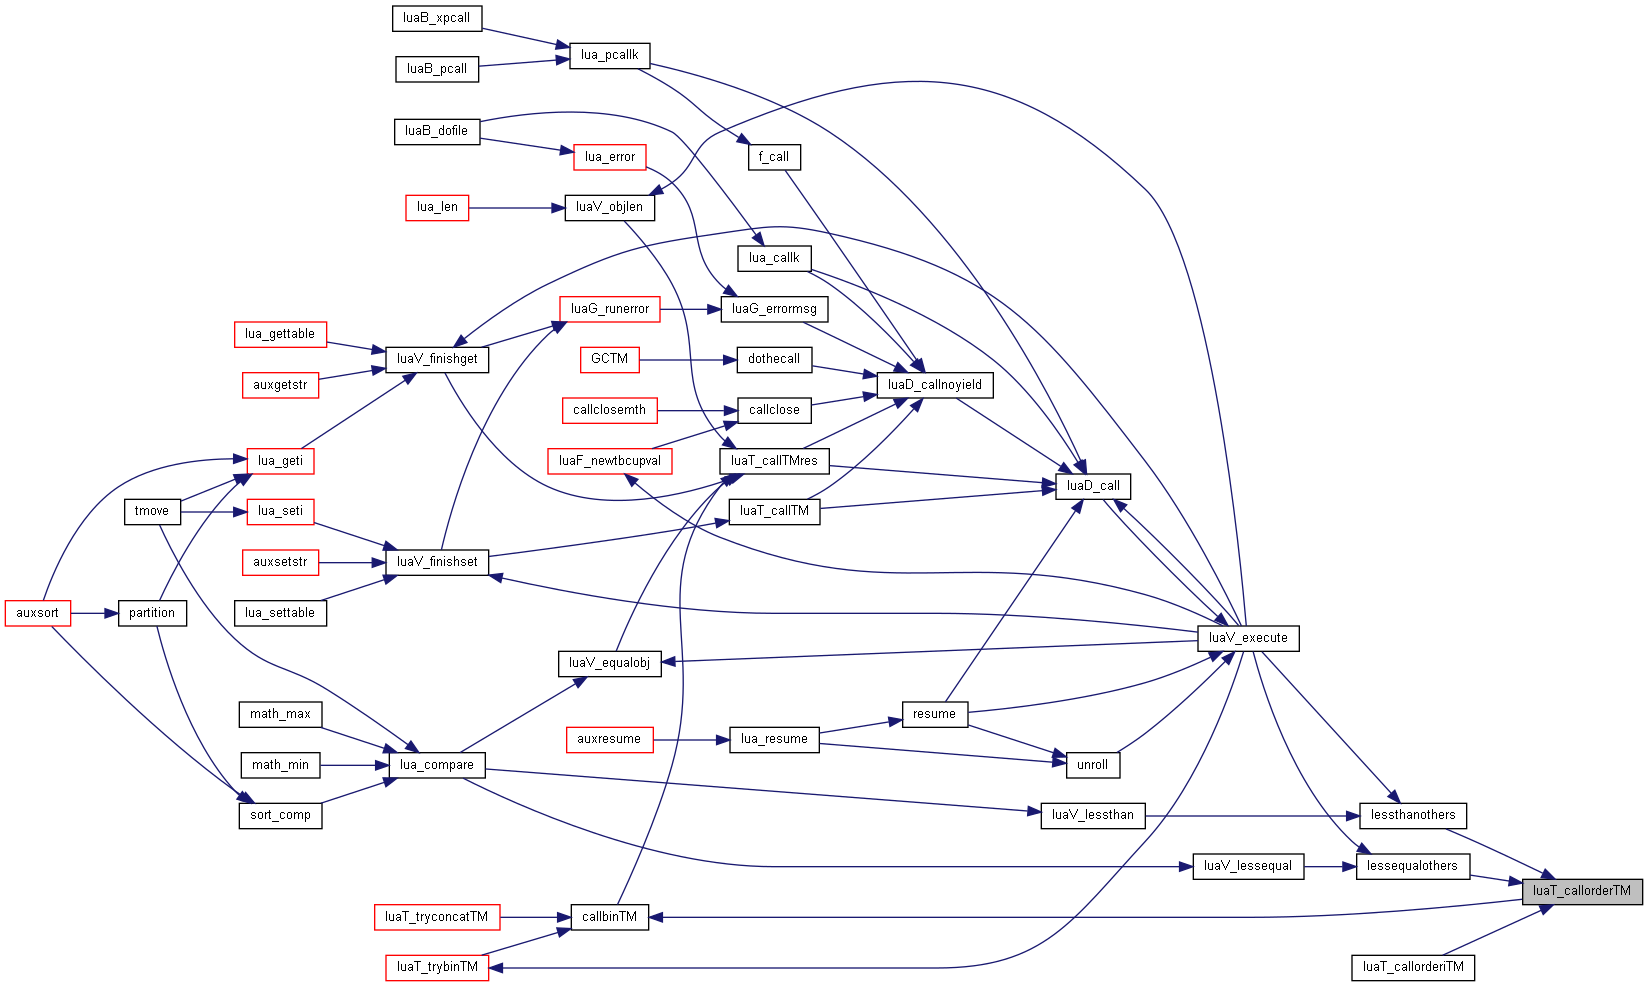 luaB_xpcall
lua_pcallk
luaB_pcall
luaB_dofile
lua_error
f_call
lua_len
luaV_objlen
lua_callk
luaG_runerror
luaG_errormsg
lua_gettable
luaV_finishget
GCTM
dothecall
auxgetstr
luaD_callnoyield
callclosemth
callclose
lua_geti
luaF_newtbcupval
luaT_callTMres
luaD_call
tmove
lua_seti
luaT_callTM
auxsetstr
luaV_finishset
auxsort
partition
lua_settable
luaV_execute
luaV_equalobj
math_max
resume
auxresume
lua_resume
math_min
lua_compare
unroll
sort_comp
luaV_lessthan
lessthanothers
luaV_lessequal
lessequalothers
luaT_callorderTM
luaT_tryconcatTM
callbinTM
luaT_trybinTM
luaT_callorderiTM